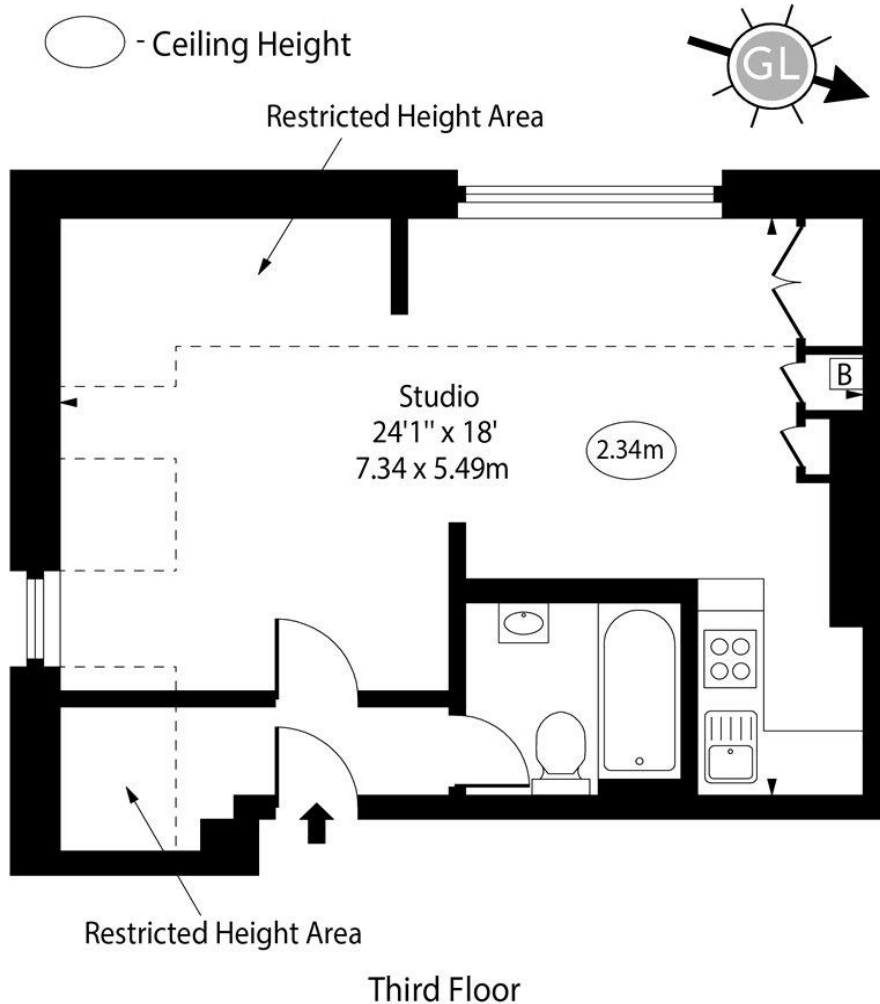 - Ceiling Height
GL
Restricted Height Area
B
Studio
24'1" x 18'
7.34 x 5.49m
2.34m
Restricted Height Area
Third Floor